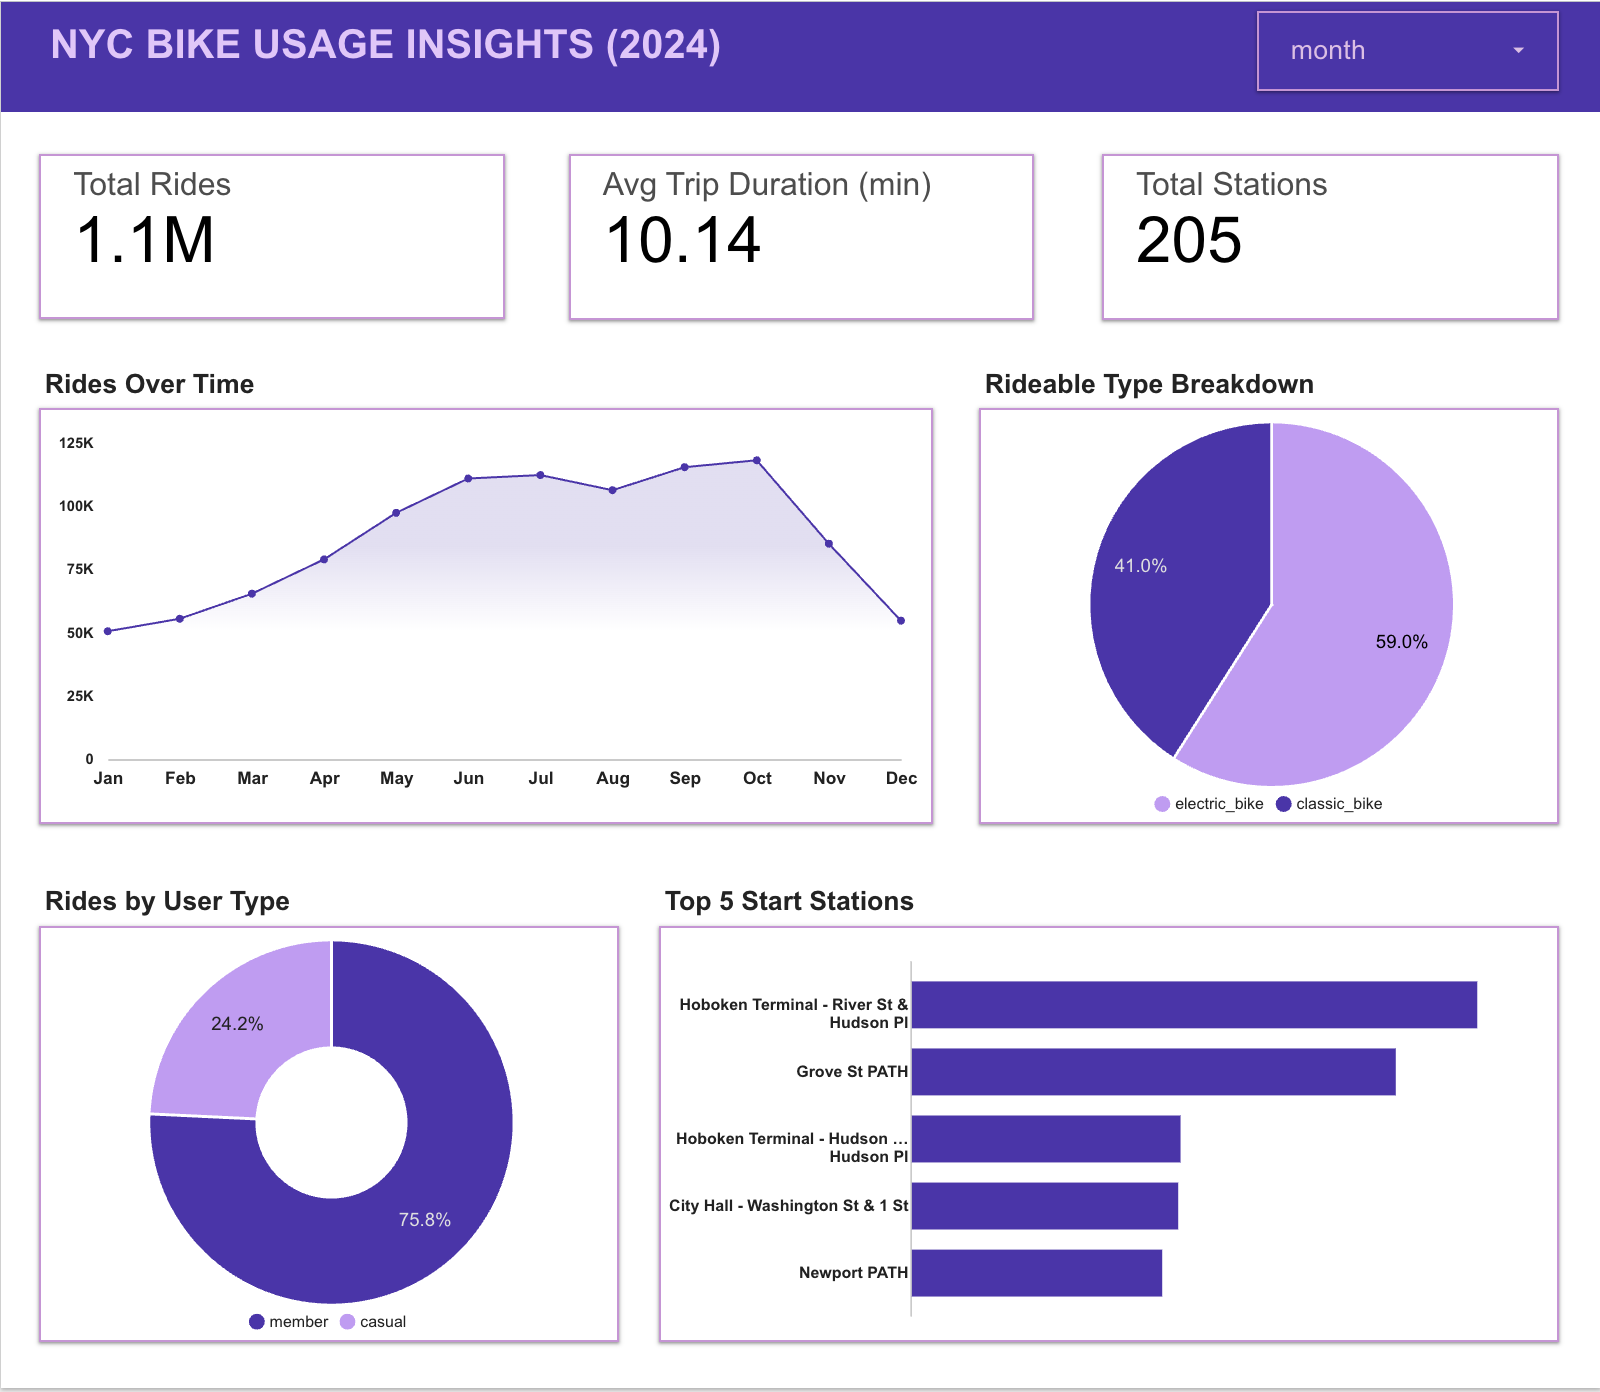 NYC BIKE USAGE INSIGHTS (2024)
month
Total Rides
1.1M
Avg Trip Duration (min)
10.14
Total Stations
205
Rides Over Time
125K
100K
75K
50K
25K
0
Jan Feb Mar Apr May Jun Jul Aug Sep Oct Nov Dec
Rideable Type Breakdown
41.0%
59.0%
electric_bike classic_bike
Rides by User Type
24.2%
75.8%
member casual
Top 5 Start Stations
Hoboken Terminal - River St &
Hudson Pl
Grove St PATH
Hoboken Terminal - Hudson ...
Hudson Pl
City Hall - Washington St & 1 St
Newport PATH